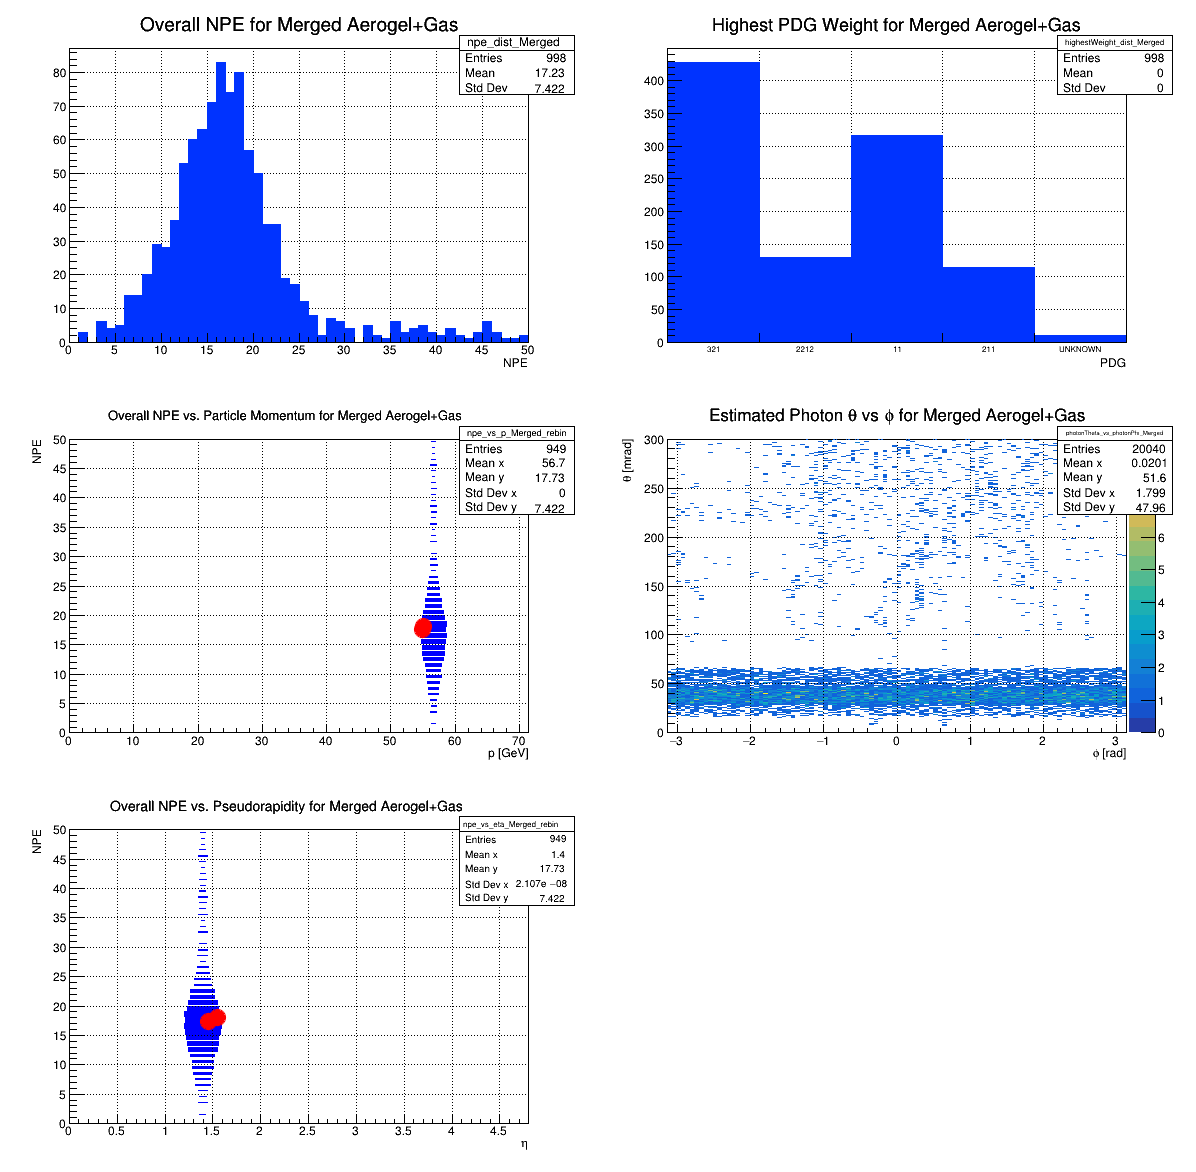 Overall NPE for Merged Aerogel+Gas
npe_dist_Merged
Entries 998
Mean 17.23
Std Dev 7.422
80
70
60
50
40
30
20
10
0
0 5 10 15 20 25 30 35 40 45 50
NPE
Highest PDG Weight for Merged Aerogel+Gas
highestWeight_dist_Merged
Entries 998
Mean 0
Std Dev 0
400
350
300
250
200
150
100
50
0
321 2212 11 211 UNKNOWN
PDG
Overall NPE vs. Particle Momentum for Merged Aerogel+Gas
npe_vs_p_Merged_rebin
Entries 949
Mean x 56.7
Mean y 17.73
Std Dev x 0
Std Dev y 7.422
NPE
50
45
40
35
30
25
20
15
10
5
0
0 10 20 30 40 50 60 70
p [GeV]
Estimated Photon θ vs ϕ for Merged Aerogel+Gas
photonTheta_vs_photonPhi_Merged
Entries 20040
Mean x 0.0201
Mean y 51.6
Std Dev x 1.799
Std Dev y 47.96
θ [mrad]
300
250
200
150
100
50
0
−3 −2 −1 0 1 2 3
ϕ [rad]
6
5
4
3
2
1
0
Overall NPE vs. Pseudorapidity for Merged Aerogel+Gas
npe_vs_eta_Merged_rebin
Entries 949
Mean x 1.4
Mean y 17.73
Std Dev x 2.107e −08
Std Dev y 7.422
NPE
50
45
40
35
30
25
20
15
10
5
0
0 0.5 1 1.5 2 2.5 3 3.5 4 4.5
η